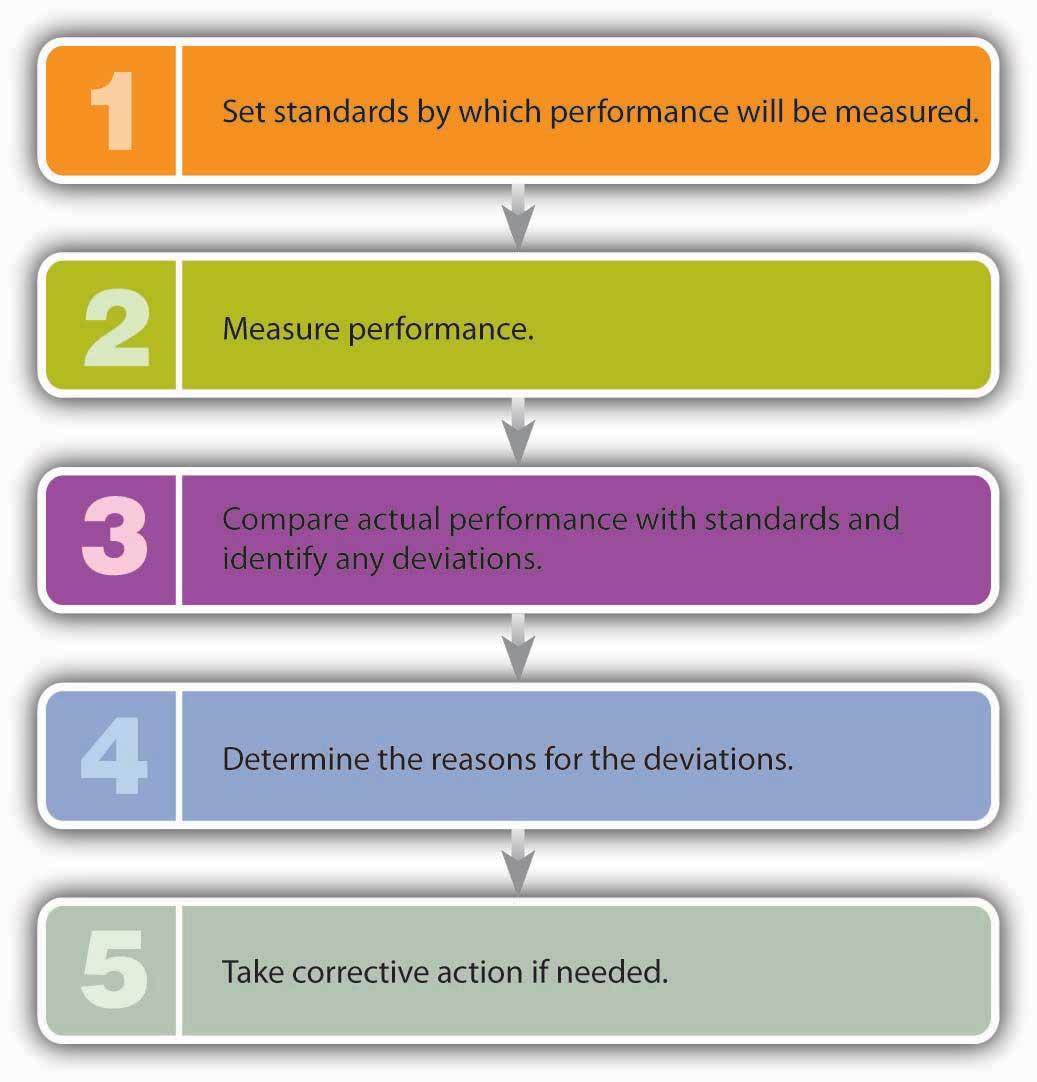 1
Set standards by which performance will be measured.
2
Measure performance.
3
Compare actual performance with standards and
identify any deviations.
4
Determine the reasons for the deviations.
5
Take corrective action if needed.